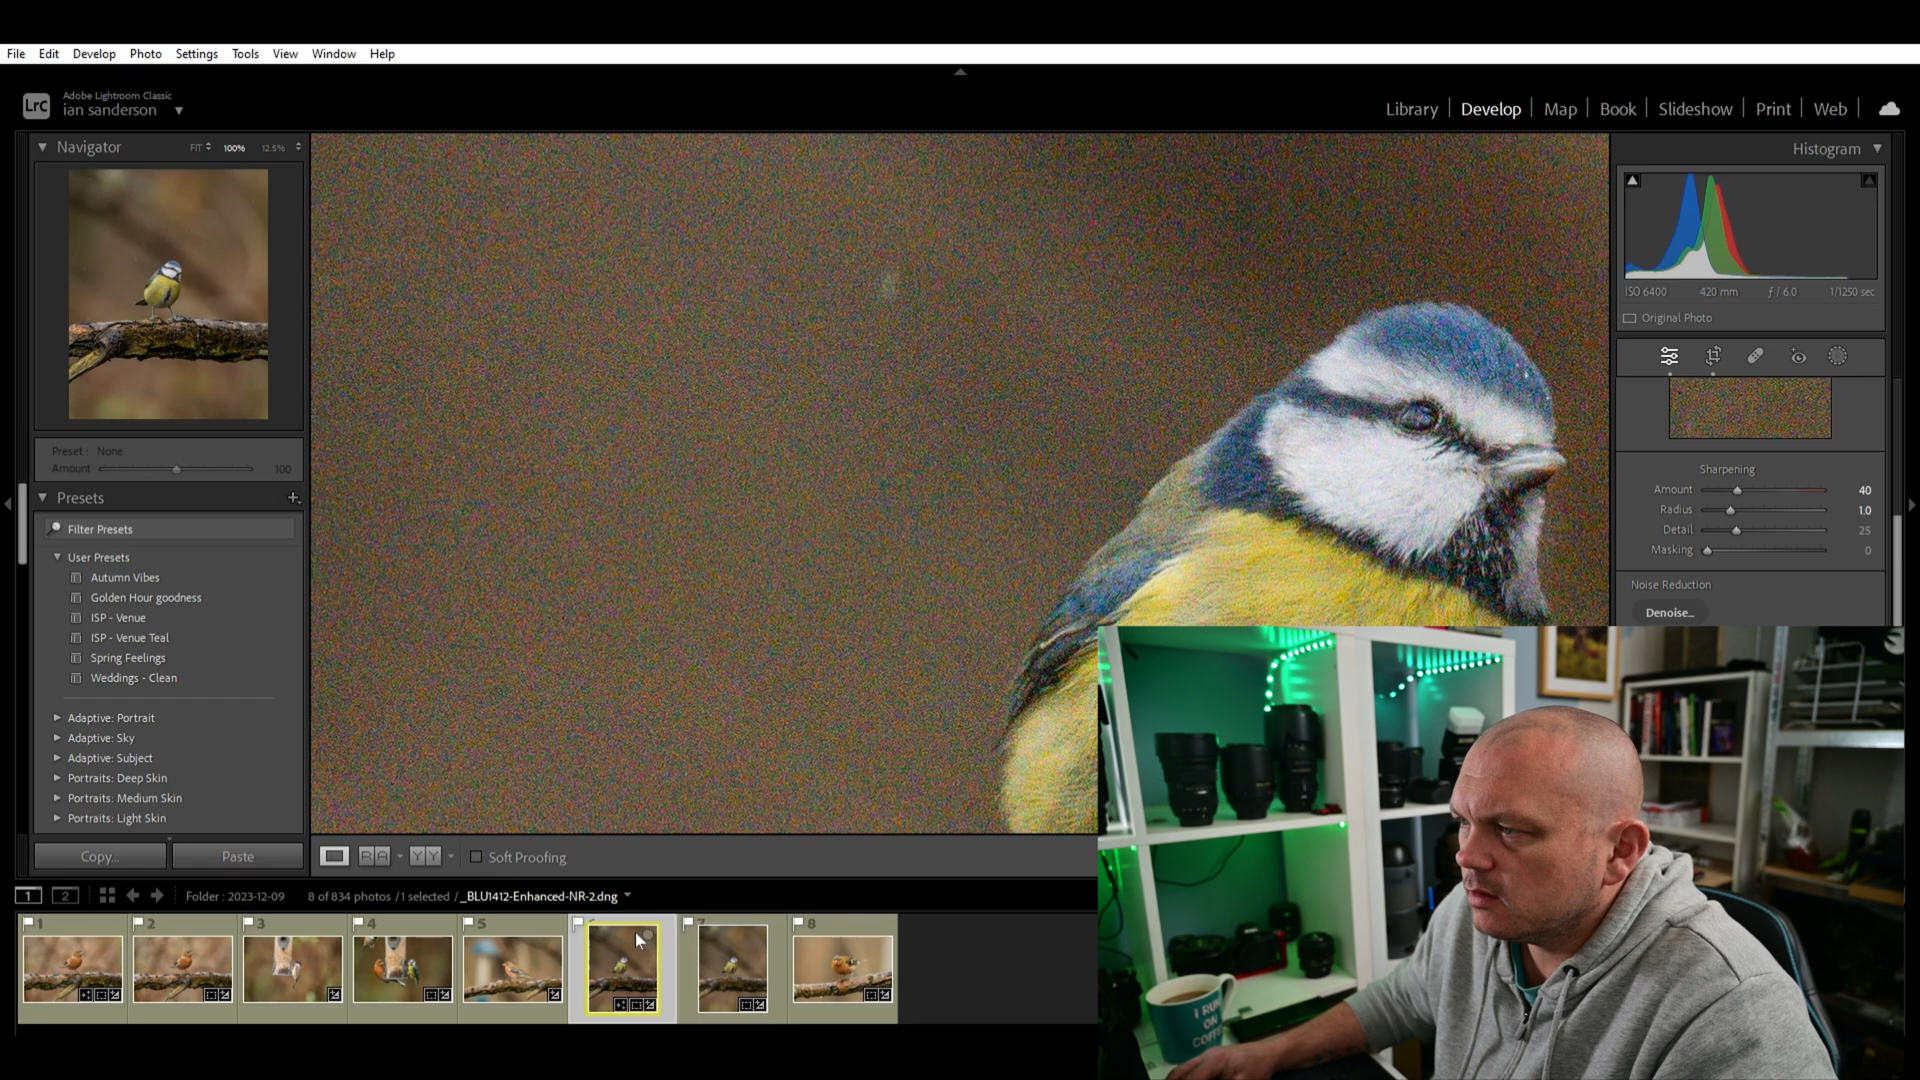 File Edit Develop Photo Settings Tools View Window Help
LrC
Adobe Lightroom Classic
ian sanderson
Library | Develop | Map | Book | Slideshow | Print | Web
Navigator FIT 100% 12.5%
Preset : None
Amount 100
Presets
Filter Presets
User Presets
Autumn Vibes
Golden Hour goodness
ISP - Venue
ISP - Venue Teal
Spring Feelings
Weddings - Clean
Adaptive: Portrait
Adaptive: Sky
Adaptive: Subject
Portraits: Deep Skin
Portraits: Medium Skin
Portraits: Light Skin
Copy... Paste
R A Y Y Soft Proofing
Histogram
ISO 6400 420 mm ƒ / 6.0 1/1250 sec
Original Photo
Sharpening
Amount 40
Radius 1.0
Detail 25
Masking 0
Noise Reduction
Denoise...
1 2 Folder : 2023-12-09 8 of 834 photos / 1 selected / _BLU1412-Enhanced-NR-2.dng
1 2 3 4 5 7 8
I RUN
ON
COFFEE